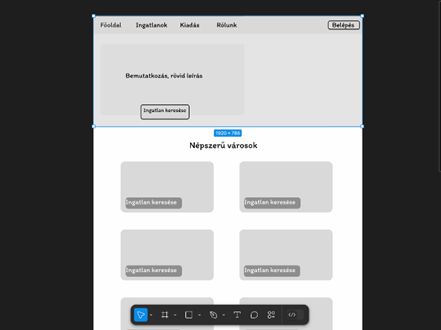 Főoldal Ingatlanok Kiadás Rólunk Belépés
Bemutatkozás, rövid leírás
Ingatlan keresése
1920 × 788
Népszerű városok
Ingatlan keresése Ingatlan keresése
Ingatlan keresése Ingatlan keresése